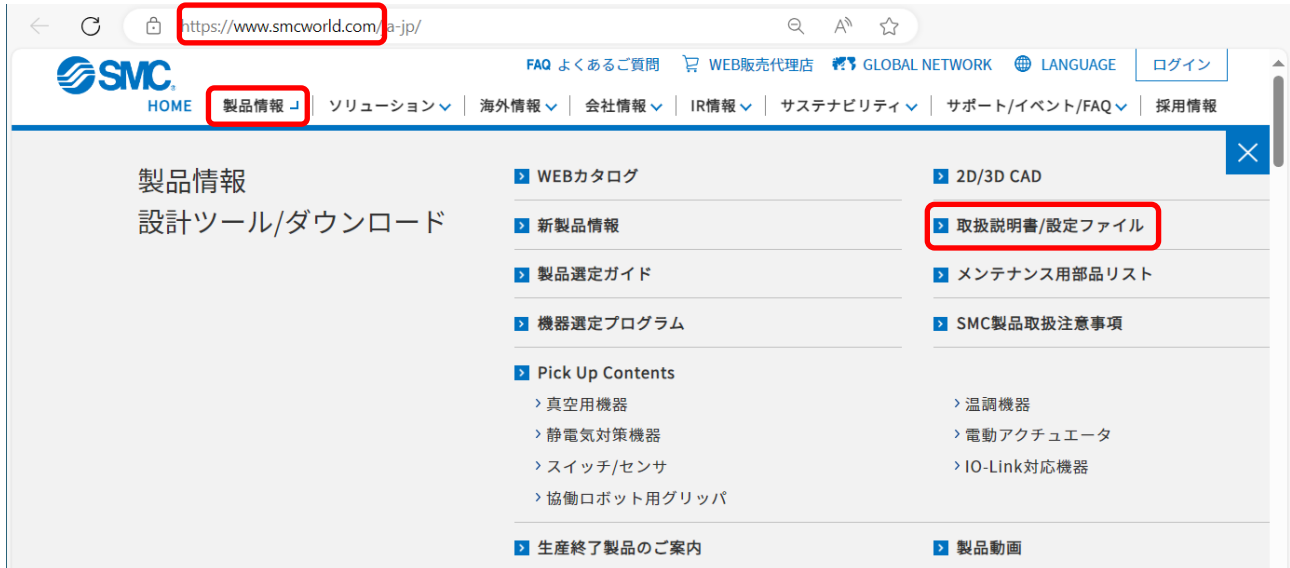 https://www.smcworld.com/ja-jp/
SMC.
FAQ よくあるご質問 WEB販売代理店 GLOBAL NETWORK LANGUAGE ログイン
HOME 製品情報 ソリューション 海外情報 会社情報 IR情報 サステナビリティ サポート/イベント/FAQ 採用情報
製品情報
設計ツール/ダウンロード
WEBカタログ
2D/3D CAD
新製品情報
取扱説明書/設定ファイル
製品選定ガイド
メンテナンス用部品リスト
機器選定プログラム
SMC製品取扱注意事項
Pick Up Contents
真空用機器
温調機器
静電気対策機器
電動アクチュエータ
スイッチ/センサ
IO-Link対応機器
協働ロボット用グリッパ
生産終了製品のご案内
製品動画